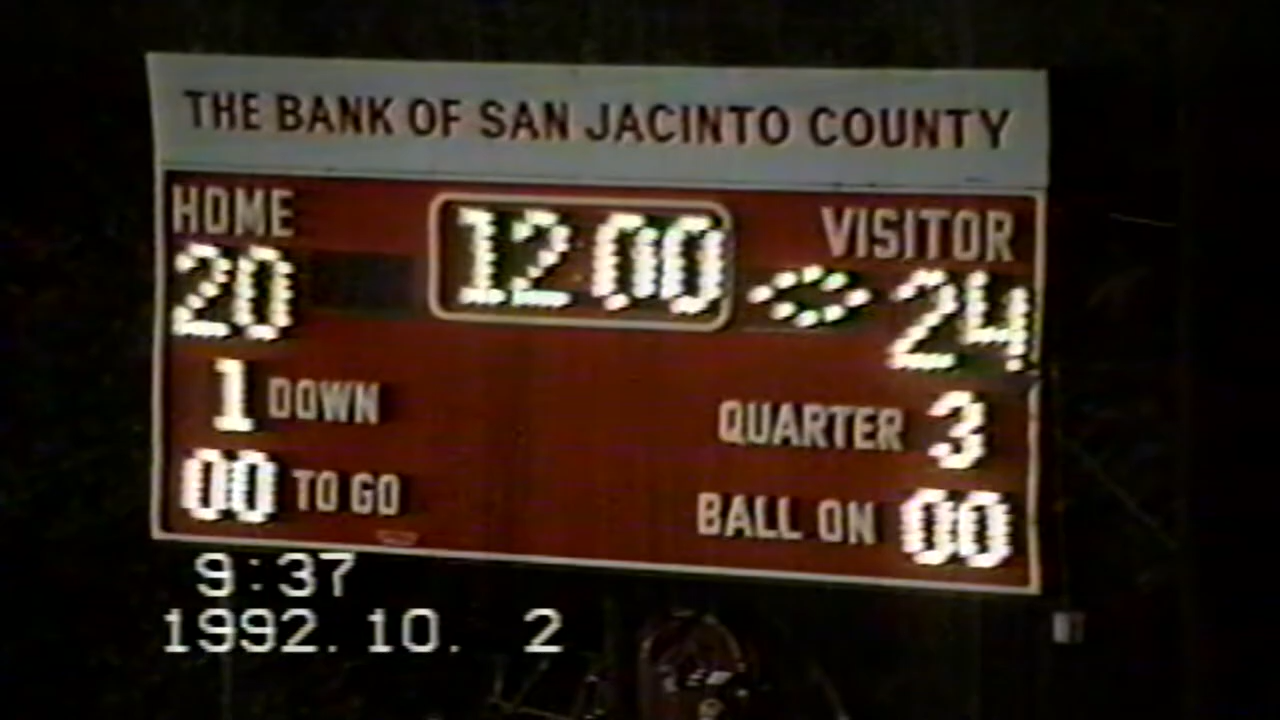 THE BANK OF SAN JACINTO COUNTY
HOME 12 00 VISITOR
20 24
1 DOWN QUARTER 3
00 TO GO BALL ON 00
9:37
1992. 10. 2